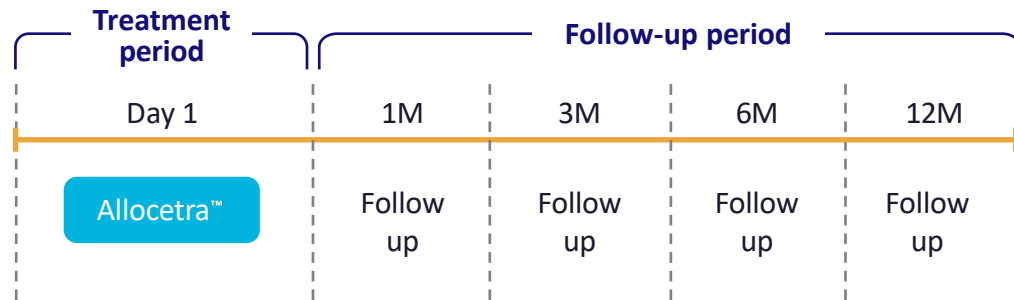 Treatment
period
Follow-up period
Day 1
1M
3M
6M
12M
Allocetra™
Follow
up
Follow
up
Follow
up
Follow
up